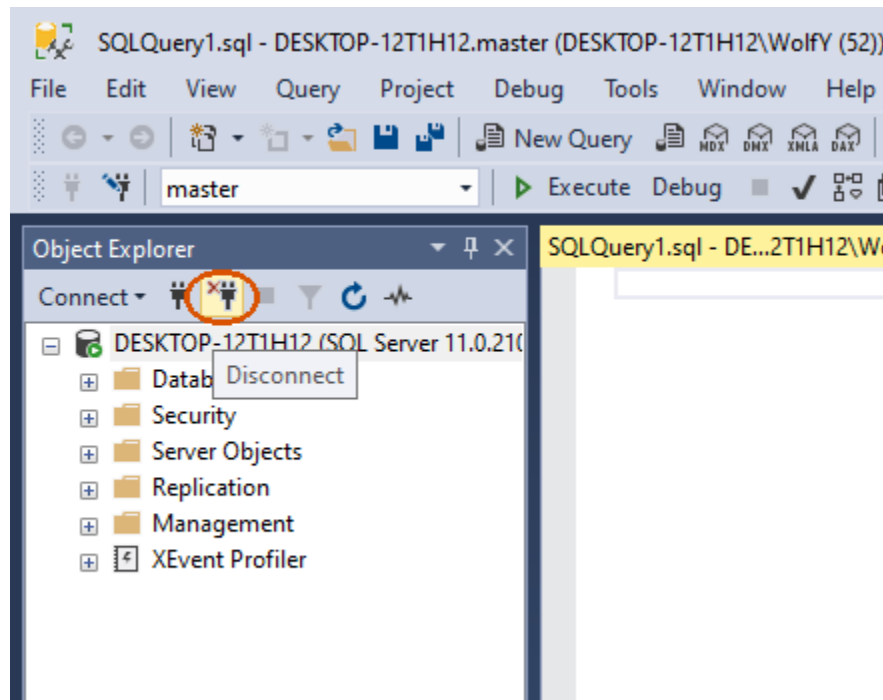 SQLQuery1.sql - DESKTOP-12T1H12.master (DESKTOP-12T1H12\WolfY (52))
File Edit View Query Project Debug Tools Window Help
New Query MDX DMX XMLA DAX
master Execute Debug
Object Explorer
SQLQuery1.sql - DE...2T1H12\Wo
Connect
DESKTOP-12T1H12 (SQL Server 11.0.210
Datab
Disconnect
Security
Server Objects
Replication
Management
XEvent Profiler